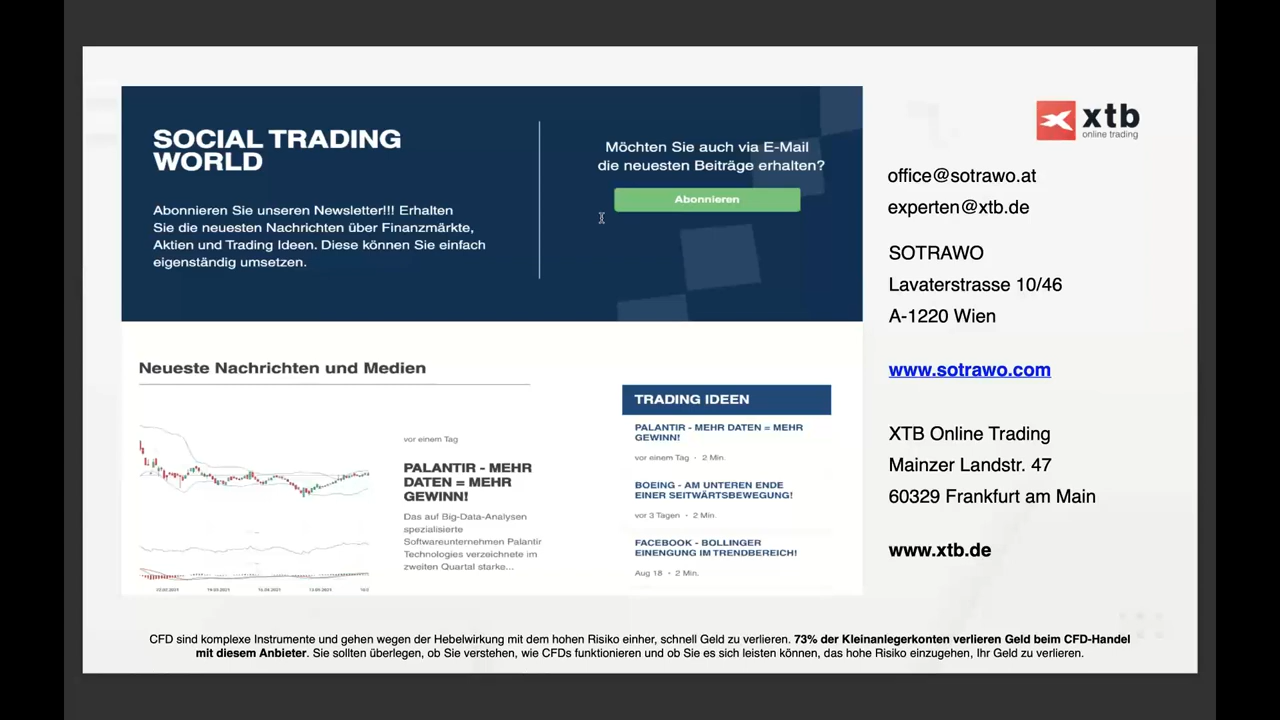 SOCIAL TRADING
WORLD
Abonnieren Sie unseren Newsletter!!! Erhalten
Sie die neuesten Nachrichten über Finanzmärkte,
Aktien und Trading Ideen. Diese können Sie einfach
eigenständig umsetzen.
Möchten Sie auch via E-Mail
die neuesten Beiträge erhalten?
Abonnieren
Neueste Nachrichten und Medien
vor einem Tag
PALANTIR - MEHR
DATEN = MEHR
GEWINN!
Das auf Big-Data-Analysen
spezialisierte
Softwareunternehmen Palantir
Technologies verzeichnete im
zweiten Quartal starke...
TRADING IDEEN
PALANTIR - MEHR DATEN = MEHR
GEWINN!
vor einem Tag • 2 Min.
BOEING - AM UNTEREN ENDE
EINER SEITWÄRTSBEWEGUNG!
vor 3 Tagen • 2 Min.
FACEBOOK - BOLLINGER
EINENGUNG IM TRENDBEREICH!
Aug 18 • 2 Min.
xtb
online trading
office@sotrawo.at
experten@xtb.de
SOTRAWO
Lavaterstrasse 10/46
A-1220 Wien
www.sotrawo.com
XTB Online Trading
Mainzer Landstr. 47
60329 Frankfurt am Main
www.xtb.de
CFD sind komplexe Instrumente und gehen wegen der Hebelwirkung mit dem hohen Risiko einher, schnell Geld zu verlieren. 73% der Kleinanlegerkonten verlieren Geld beim CFD-Handel
mit diesem Anbieter. Sie sollten überlegen, ob Sie verstehen, wie CFDs funktionieren und ob Sie es sich leisten können, das hohe Risiko einzugehen, Ihr Geld zu verlieren.